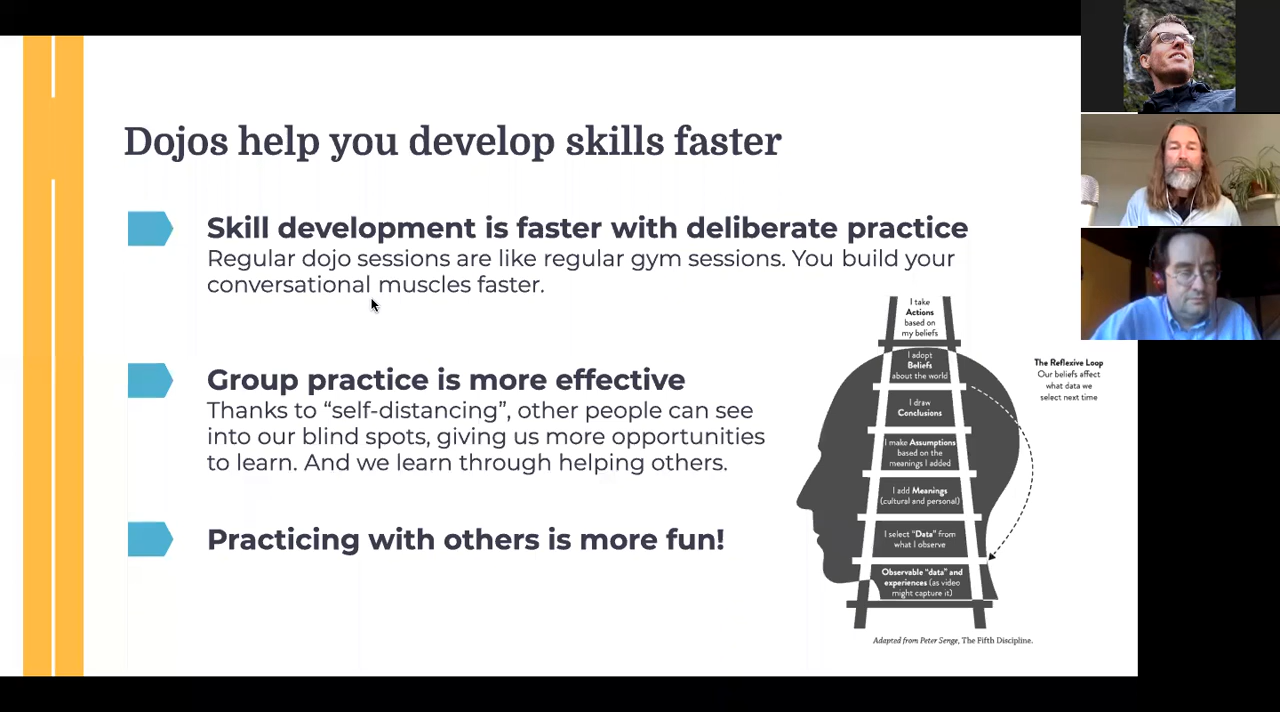 Dojos help you develop skills faster
Skill development is faster with deliberate practice
Regular dojo sessions are like regular gym sessions. You build your
conversational muscles faster.
Group practice is more effective
Thanks to “self-distancing”, other people can see
into our blind spots, giving us more opportunities
to learn. And we learn through helping others.
Practicing with others is more fun!
I take
Actions
based on
my beliefs
I adopt
Beliefs
about the world
I draw
Conclusions
I make Assumptions
based on the
meanings I added
I add Meanings
(cultural and personal)
I select “Data” from
what I observe
Observable “data” and
experiences (as video
might capture it)
The Reflexive Loop
Our beliefs affect
what data we
select next time
Adapted from Peter Senge, The Fifth Discipline.